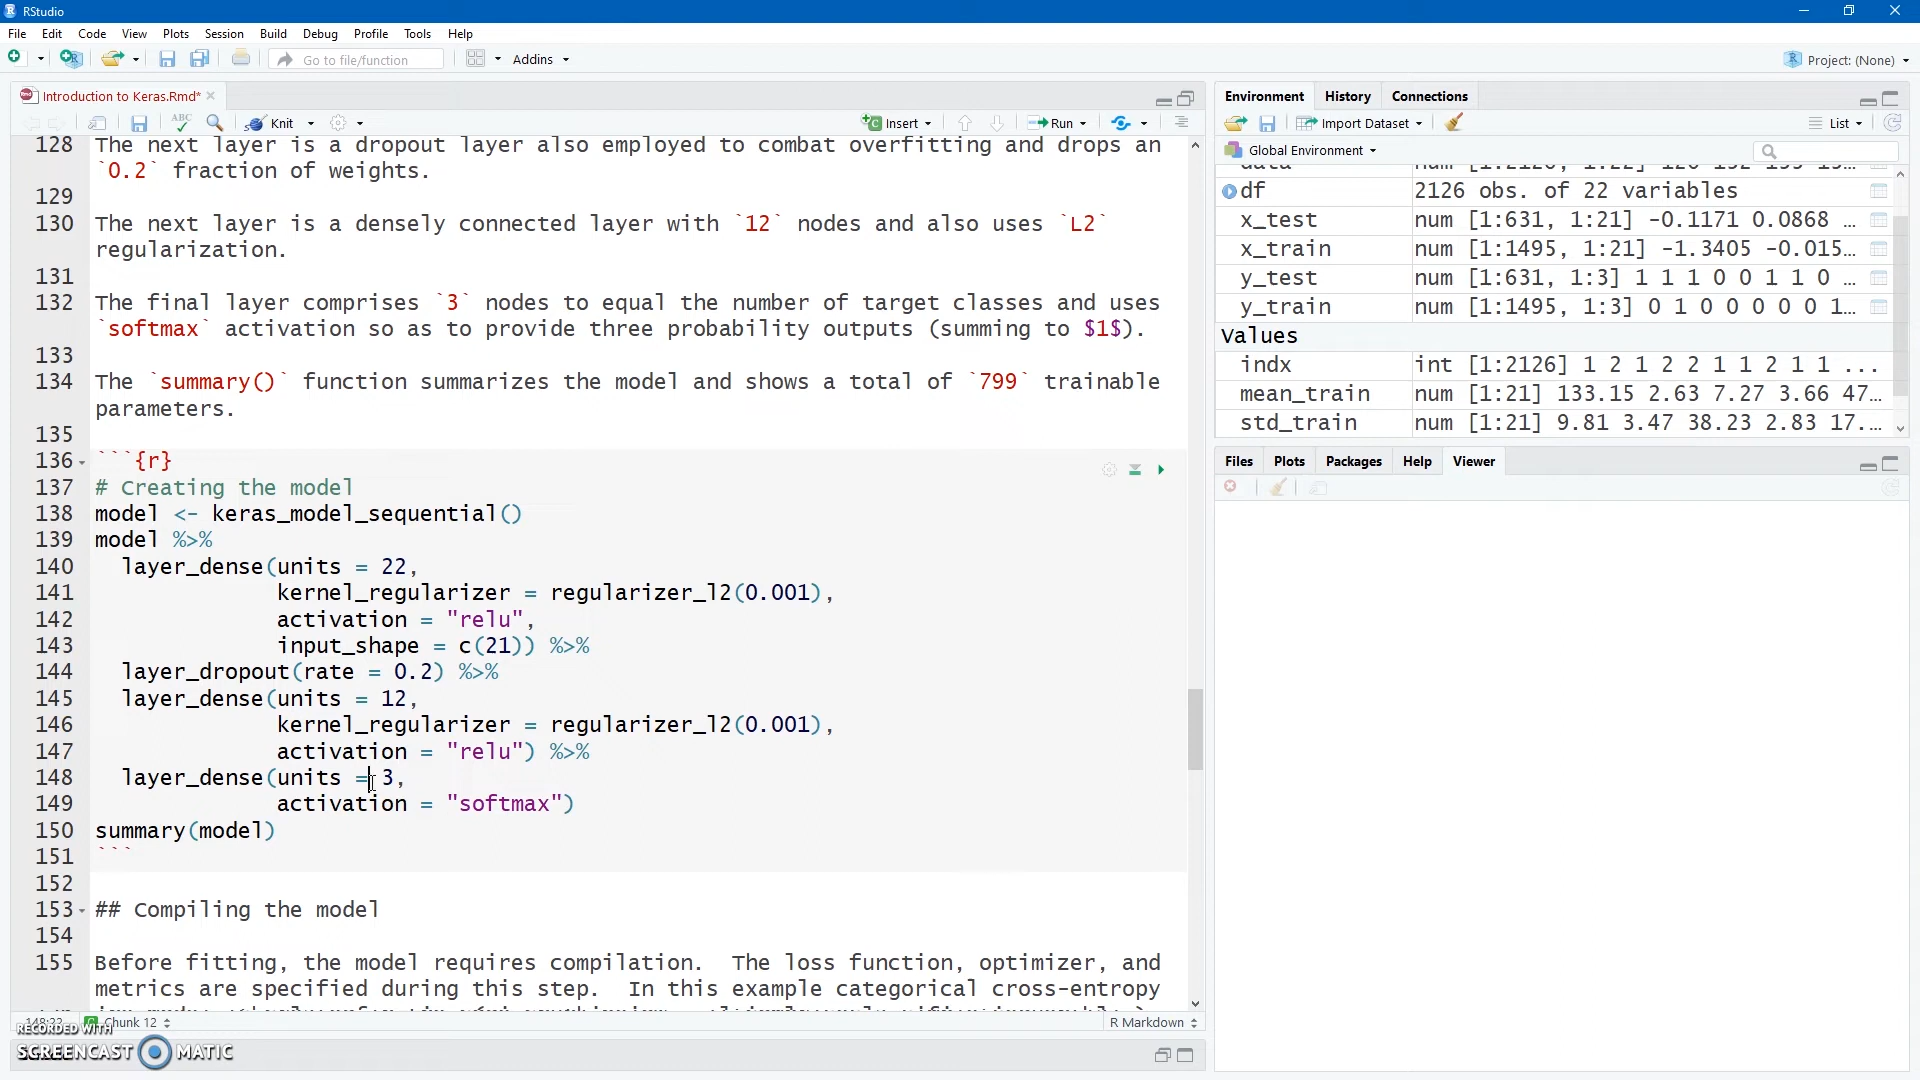 RStudio
File Edit Code View Plots Session Build Debug Profile Tools Help
Go to file/function Addins Project: (None)
Introduction to Keras.Rmd*
ABC Knit Insert Run
128 The next layer is a dropout layer also employed to combat overfitting and drops an
`0.2` fraction of weights.
129
130 The next layer is a densely connected layer with `12` nodes and also uses `L2`
regularization.
131
132 The final layer comprises `3` nodes to equal the number of target classes and uses
`softmax` activation so as to provide three probability outputs (summing to $1$).
133
134 The `summary()` function summarizes the model and shows a total of `799` trainable
parameters.
135
136 ```{r}
137 # Creating the model
138 model <- keras_model_sequential()
139 model %>%
140 layer_dense(units = 22,
141 kernel_regularizer = regularizer_l2(0.001),
142 activation = "relu",
143 input_shape = c(21)) %>%
144 layer_dropout(rate = 0.2) %>%
145 layer_dense(units = 12,
146 kernel_regularizer = regularizer_l2(0.001),
147 activation = "relu") %>%
148 layer_dense(units = 3,
149 activation = "softmax")
150 summary(model)
151 ```
152
153 ## Compiling the model
154
155 Before fitting, the model requires compilation. The loss function, optimizer, and
metrics are specified during this step. In this example categorical cross-entropy
Chunk 12 R Markdown
RECORDED WITH
SCREENCAST MATIC
Environment History Connections
Import Dataset List
Global Environment
df 2126 obs. of 22 variables
x_test num [1:631, 1:21] -0.1171 0.0868 ...
x_train num [1:1495, 1:21] -1.3405 -0.015...
y_test num [1:631, 1:3] 1 1 1 0 0 1 1 0 ...
y_train num [1:1495, 1:3] 0 1 0 0 0 0 0 1...
Values
indx int [1:2126] 1 2 1 2 2 1 1 2 1 1 ...
mean_train num [1:21] 133.15 2.63 7.27 3.66 47...
std_train num [1:21] 9.81 3.47 38.23 2.83 17....
Files Plots Packages Help Viewer